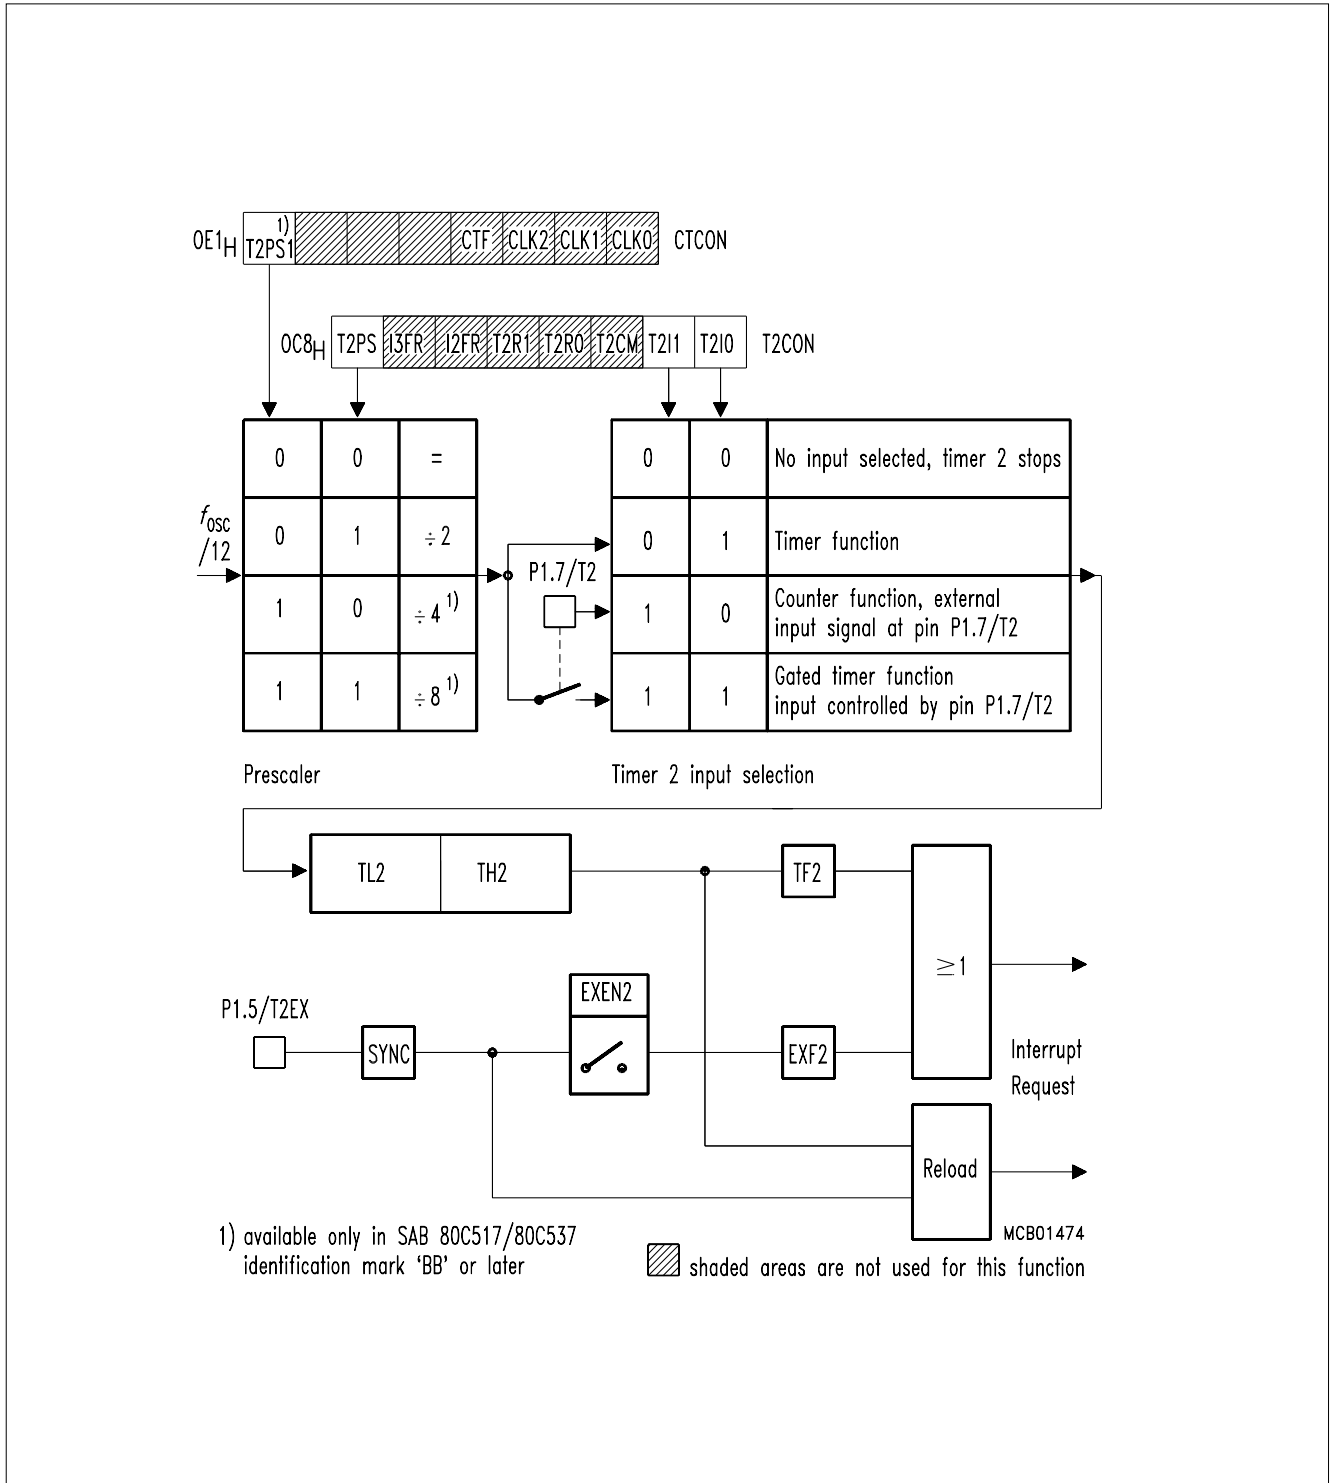 0E1H T2PS1 1) CTF CLK2 CLK1 CLK0 CTCON
0C8H T2PS I3FR I2FR T2R1 T2R0 T2CM T2I1 T2I0 T2CON
fosc
/12
0 0 =
0 1 ÷2
1 0 ÷4 1)
1 1 ÷8 1)
Prescaler
P1.7/T2
0 0 No input selected, timer 2 stops
0 1 Timer function
1 0 Counter function, external
input signal at pin P1.7/T2
1 1 Gated timer function
input controlled by pin P1.7/T2
Timer 2 input selection
TL2 TH2 TF2
≥1
EXEN2
P1.5/T2EX
SYNC EXF2
Interrupt
Request
Reload
MCB01474
1) available only in SAB 80C517/80C537
identification mark ‘BB’ or later
shaded areas are not used for this function